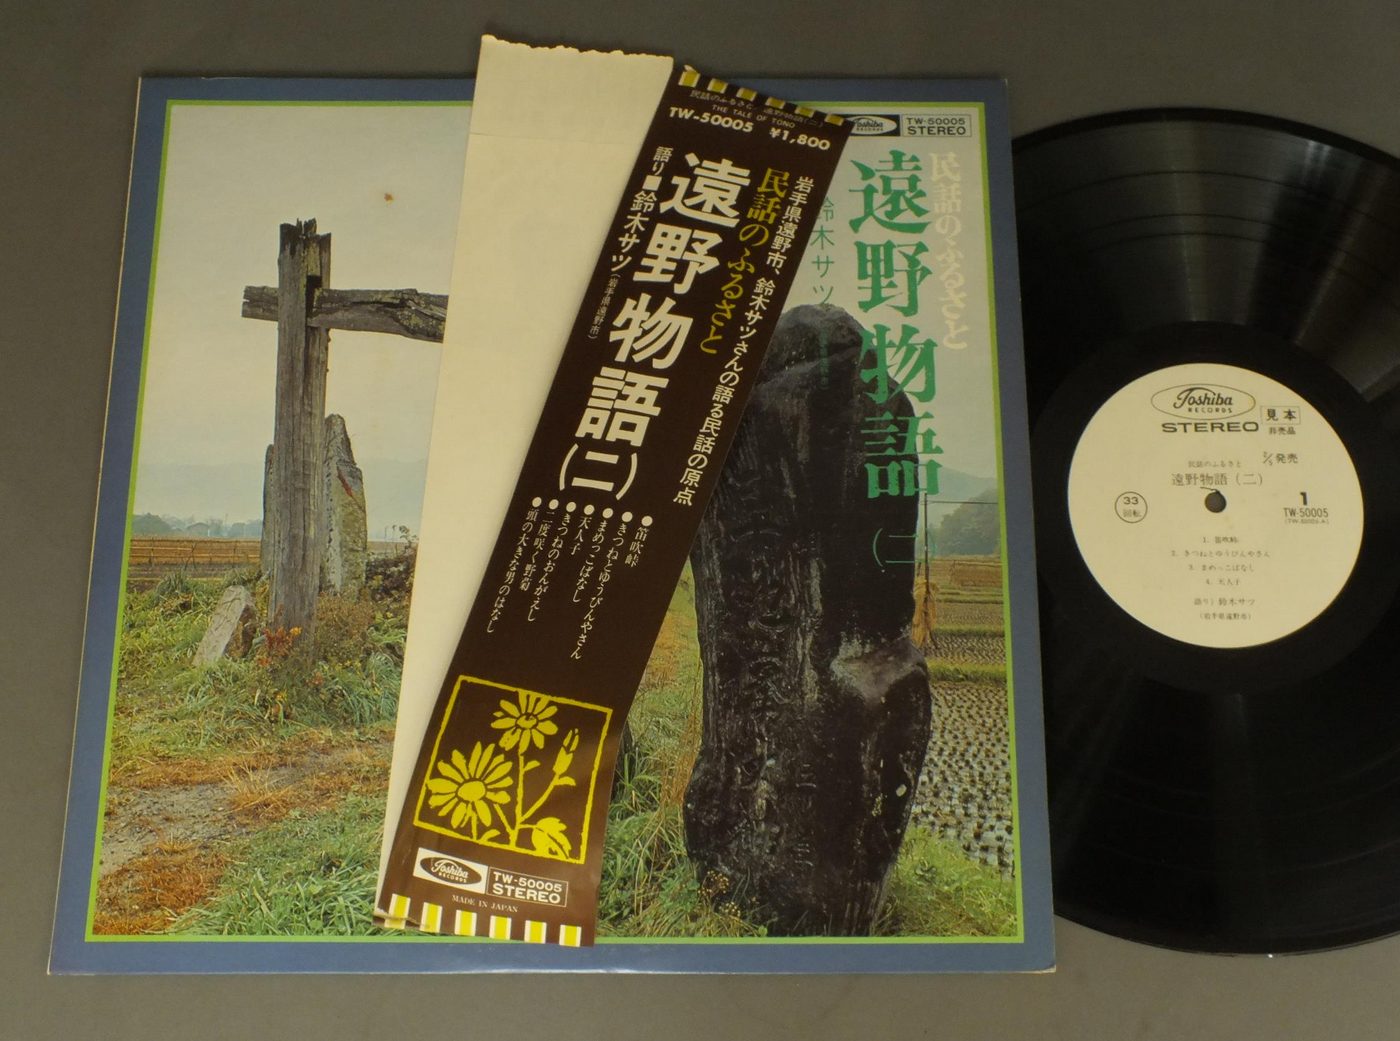 民話のふるさと 遠野物語(二)
THE TALE OF TONO
TW-50005 ¥1,800
岩手県遠野市、鈴木サツさんの語る民話の原点
民話のふるさと
遠野物語(二)
語り■鈴木サツ(岩手県遠野市)
●笛吹峠
●きつねとゆうびんやさん
●まめっこばなし
●天人子
●きつねのおんがえし
●二度咲く野菊
●頭の大きな男のはなし
Toshiba
RECORDS
TW-50005
STEREO
MADE IN JAPAN
Toshiba
RECORDS
TW-50005
STEREO
民話のふるさと
遠野物語(二)
鈴木サツ
Toshiba
RECORDS
STEREO
見本
非売品
2/5発売
民話のふるさと
遠野物語(二)
33
回転
1
TW-50005
(TW-50005-A)
1. 笛吹峠
2. きつねとゆうびんやさん
3. まめっこばなし
4. 天人子
語り) 鈴木サツ
(岩手県遠野市)